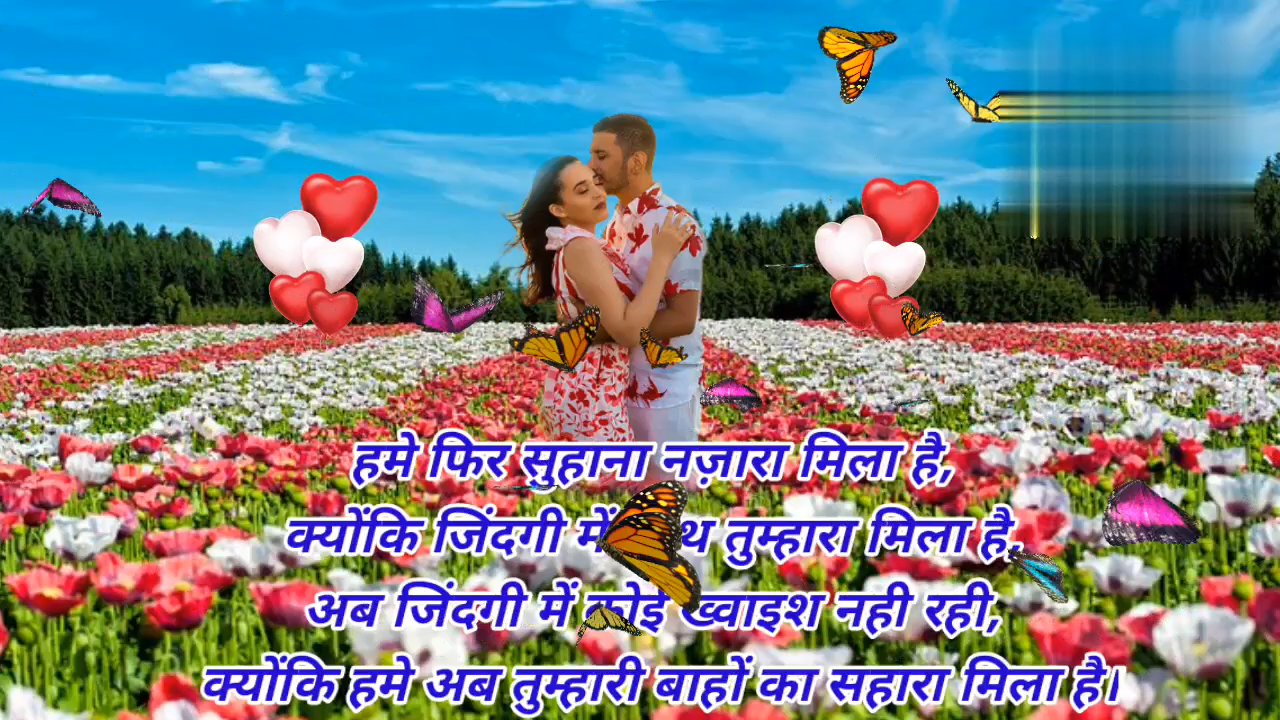 हमे फिर सुहाना नज़ारा मिला है,
क्योंकि जिंदगी में तुम्हारा मिला है,
अब जिंदगी में कोई ख्वाइश नही रही,
क्योंकि हमे अब तुम्हारी बाहों का सहारा मिला है।